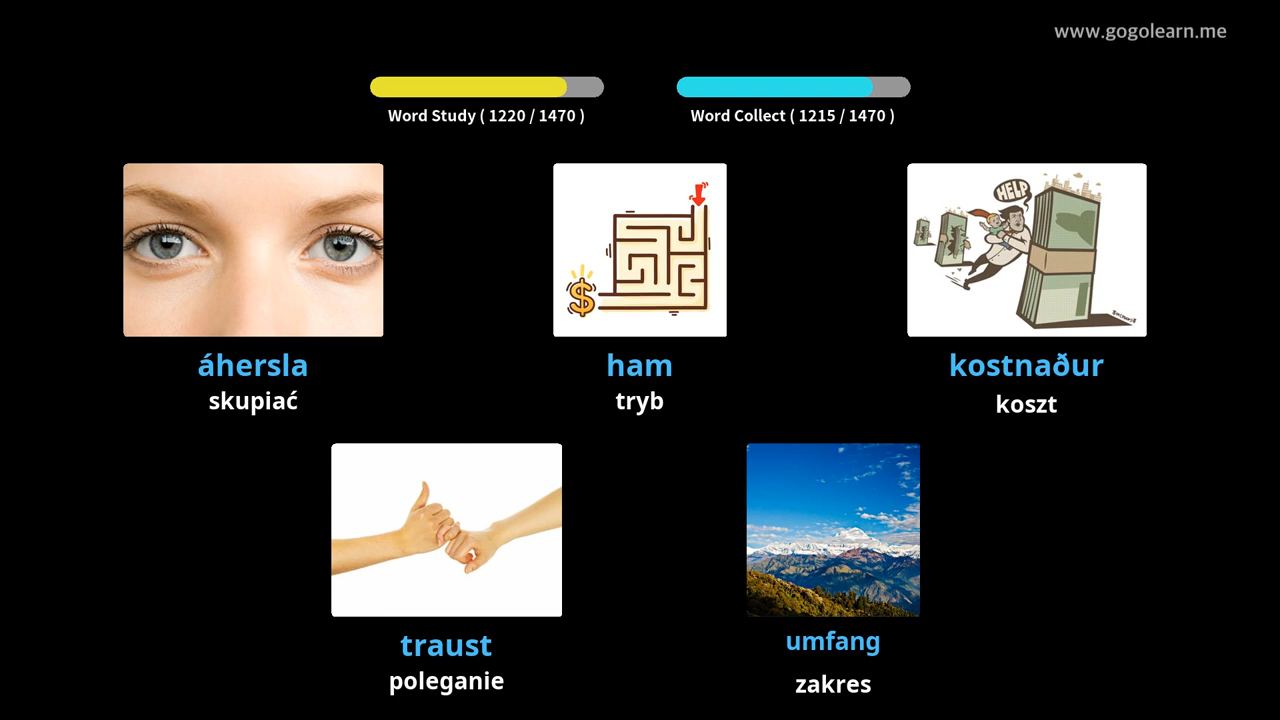 www.gogolearn.me
Word Study ( 1220 / 1470 )
Word Collect ( 1215 / 1470 )
HELP
áhersla
skupiać
ham
tryb
kostnaður
koszt
traust
poleganie
umfang
zakres